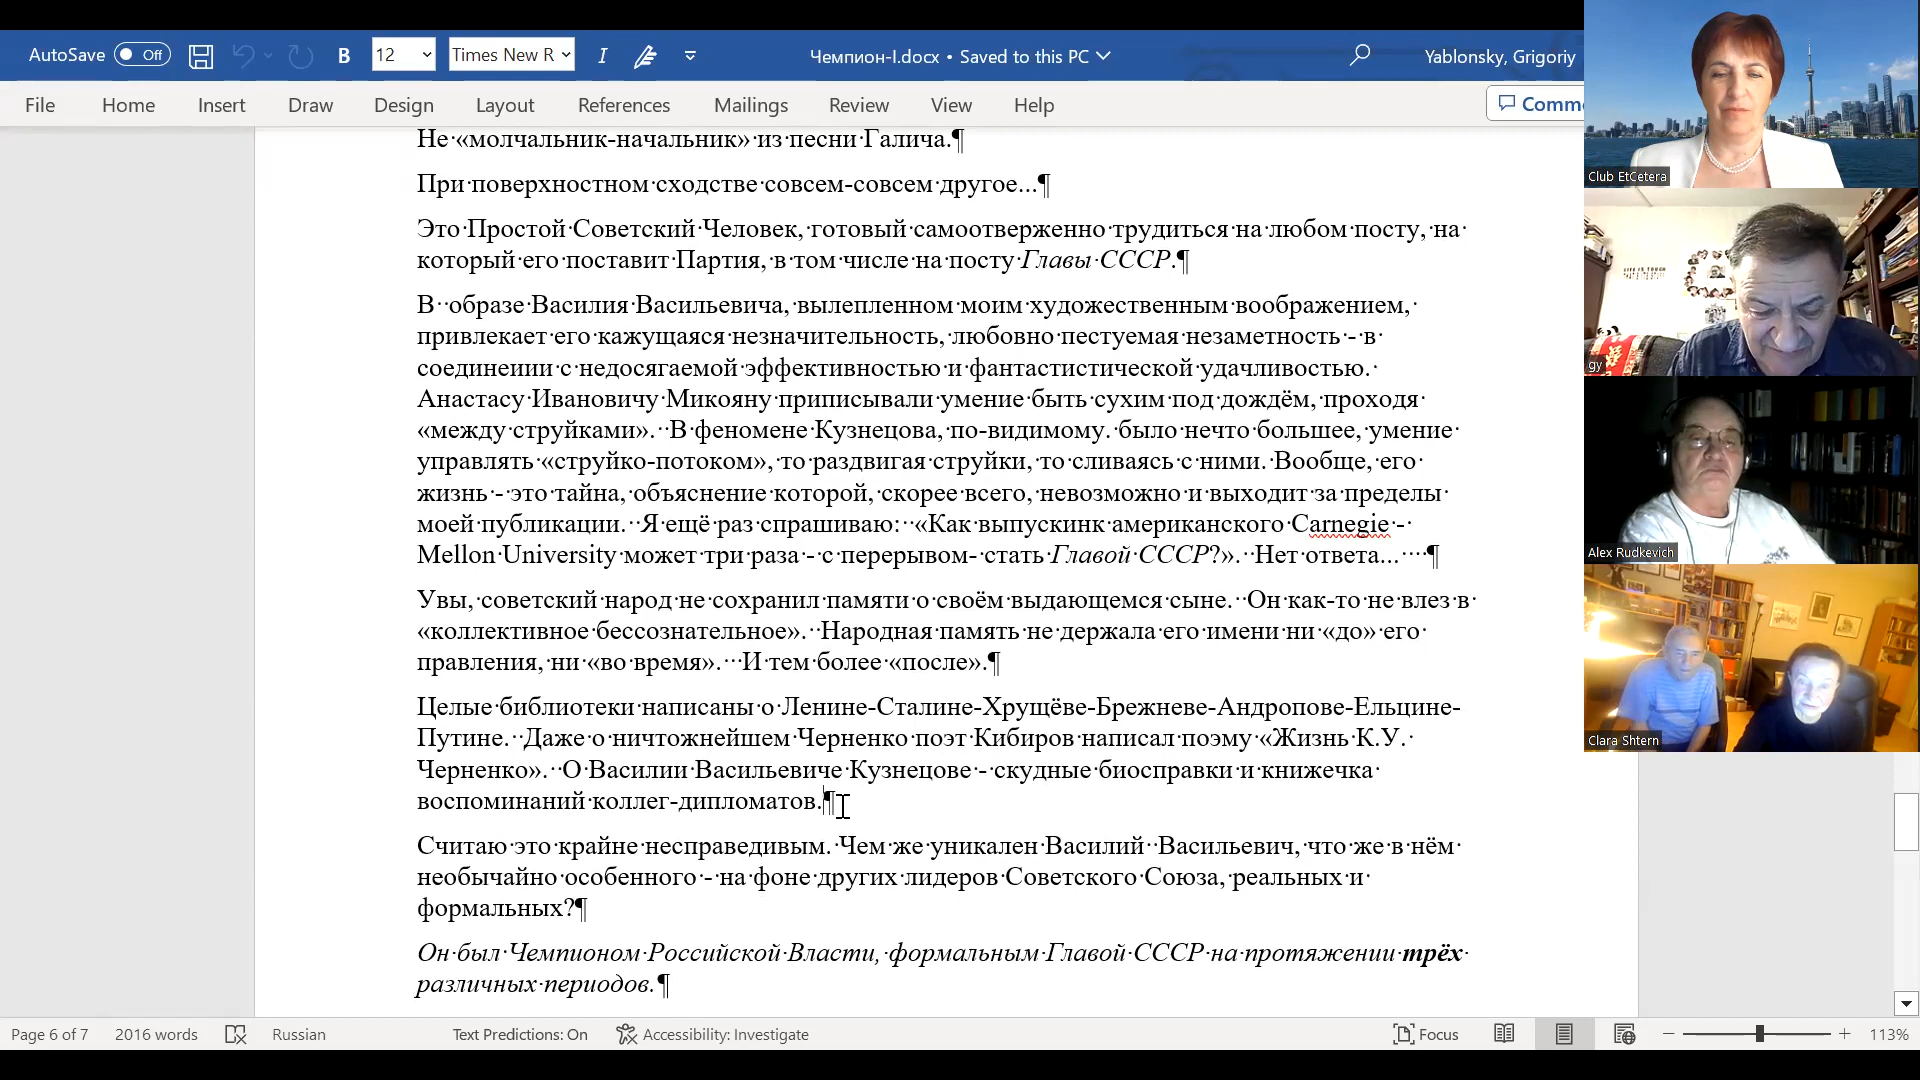 AutoSave Off B 12 Times New R I Чемпион-I.docx • Saved to this PC Yablonsky, Grigoriy
File Home Insert Draw Design Layout References Mailings Review View Help Comme
Не «молчальник-начальник» из песни Галича.¶
При поверхностном сходстве совсем-совсем другое...¶
Это Простой Советский Человек, готовый самоотверженно трудиться на любом посту, на
который его поставит Партия, в том числе на посту Главы СССР.¶
В образе Василия Васильевича, вылепленном моим художественным воображением,
привлекает его кажущаяся незначительность, любовно пестуемая незаметность - в
соединеиии с недосягаемой эффективностью и фантастистической удачливостью.
Анастасу Ивановичу Микояну приписывали умение быть сухим под дождём, проходя
«между струйками». В феномене Кузнецова, по-видимому. было нечто большее, умение
управлять «струйко-потоком», то раздвигая струйки, то сливаясь с ними. Вообще, его
жизнь - это тайна, объяснение которой, скорее всего, невозможно и выходит за пределы
моей публикации. Я ещё раз спрашиваю: «Как выпускинк американского Carnegie -
Mellon University может три раза - с перерывом- стать Главой СССР?». Нет ответа... ¶
Увы, советский народ не сохранил памяти о своём выдающемся сыне. Он как-то не влез в
«коллективное бессознательное». Народная память не держала его имени ни «до» его
правления, ни «во время». И тем более «после».¶
Целые библиотеки написаны о Ленине-Сталине-Хрущёве-Брежневе-Андропове-Ельцине-
Путине. Даже о ничтожнейшем Черненко поэт Кибиров написал поэму «Жизнь К.У.
Черненко». О Василии Васильевиче Кузнецове - скудные биосправки и книжечка
воспоминаний коллег-дипломатов.¶
Считаю это крайне несправедивым. Чем же уникален Василий Васильевич, что же в нём
необычайно особенного - на фоне других лидеров Советского Союза, реальных и
формальных?¶
Он был Чемпионом Российской Власти, формальным Главой СССР на протяжении трёх
различных периодов.¶
Page 6 of 7 2016 words Russian Text Predictions: On Accessibility: Investigate Focus 113%
Club EtCetera
gy
Alex Rudkevich
Clara Shtern